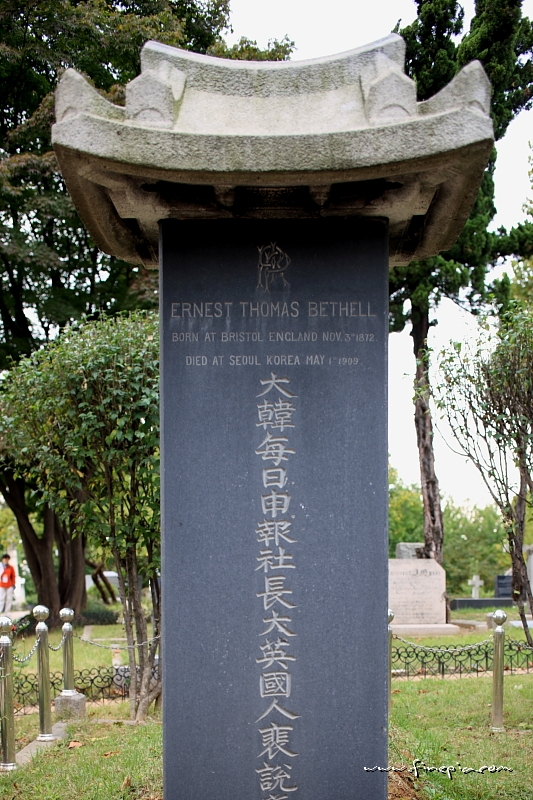 ERNEST THOMAS BETHELL
BORN AT BRISTOL ENGLAND NOV. 3RD 1872
DIED AT SEOUL KOREA MAY 1ST 1909.
大韓每日申報社長大英國人裵說
www.finepia.com